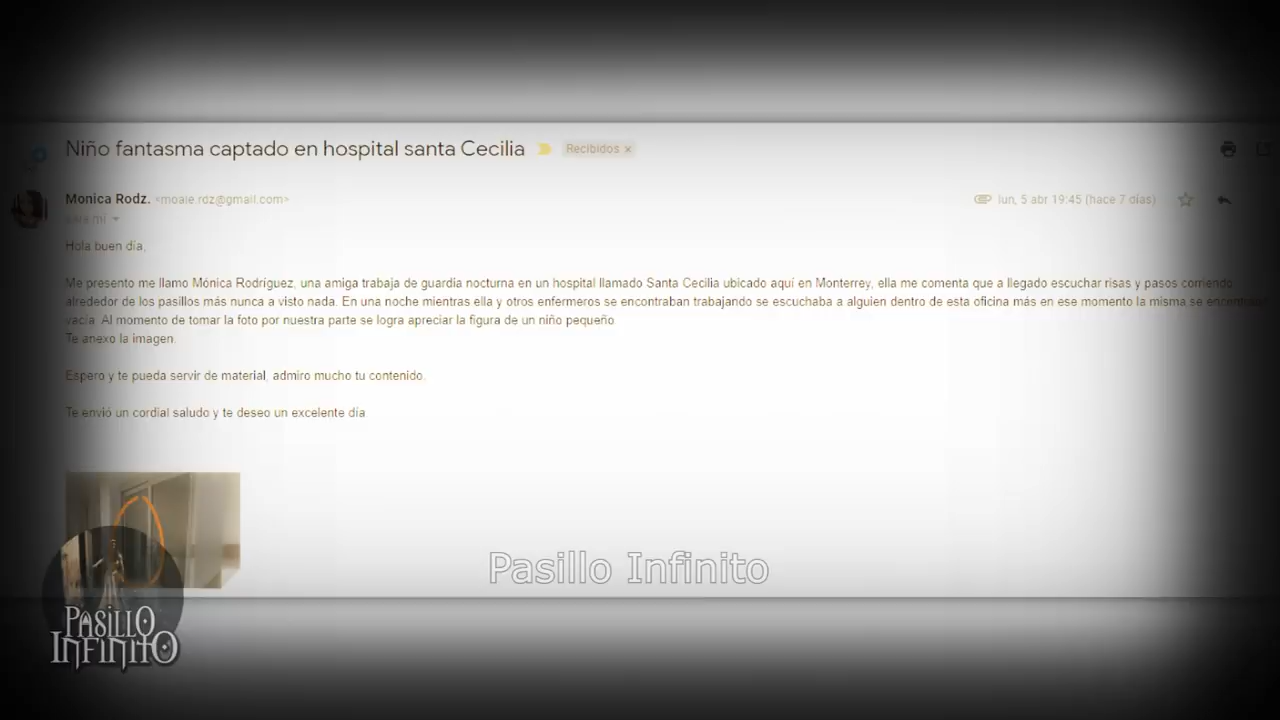 Niño fantasma captado en hospital santa Cecilia Recibidos x
Monica Rodz. <moaie.rdz@gmail.com> lun, 5 abr 19:45 (hace 7 días)
para mí
Hola buen día,
Me presento me llamo Mónica Rodríguez, una amiga trabaja de guardia nocturna en un hospital llamado Santa Cecilia ubicado aquí en Monterrey, ella me comenta que a llegado escuchar risas y pasos corriendo
alrededor de los pasillos más nunca a visto nada. En una noche mientras ella y otros enfermeros se encontraban trabajando se escuchaba a alguien dentro de esta oficina más en ese momento la misma se encontraba
vacía. Al momento de tomar la foto por nuestra parte se logra apreciar la figura de un niño pequeño
Te anexo la imagen.
Espero y te pueda servir de material, admiro mucho tu contenido.
Te envió un cordial saludo y te deseo un excelente día
Pasillo Infinito
PASILLO
INFINITO